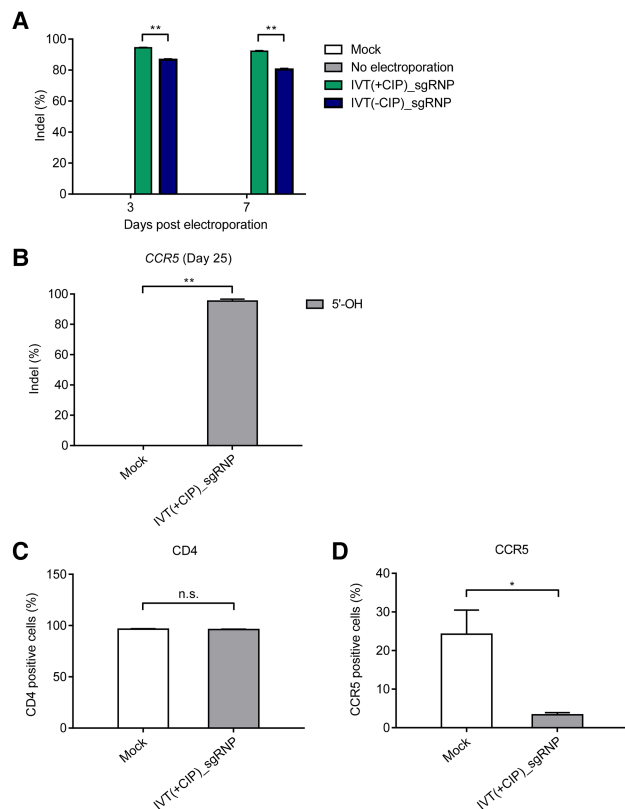 A
**
**
100
80
60
40
20
0
Indel (%)
3
7
Days post electroporation
Mock
No electroporation
IVT(+CIP)_sgRNP
IVT(-CIP)_sgRNP
B
CCR5 (Day 25)
**
100
80
60
40
20
0
Indel (%)
5'-OH
Mock
IVT(+CIP)_sgRNP
C
CD4
150
n.s.
100
50
0
CD4 positive cells (%)
Mock
IVT(+CIP)_sgRNP
D
CCR5
40
*
30
20
10
0
CCR5 positive cells (%)
Mock
IVT(+CIP)_sgRNP